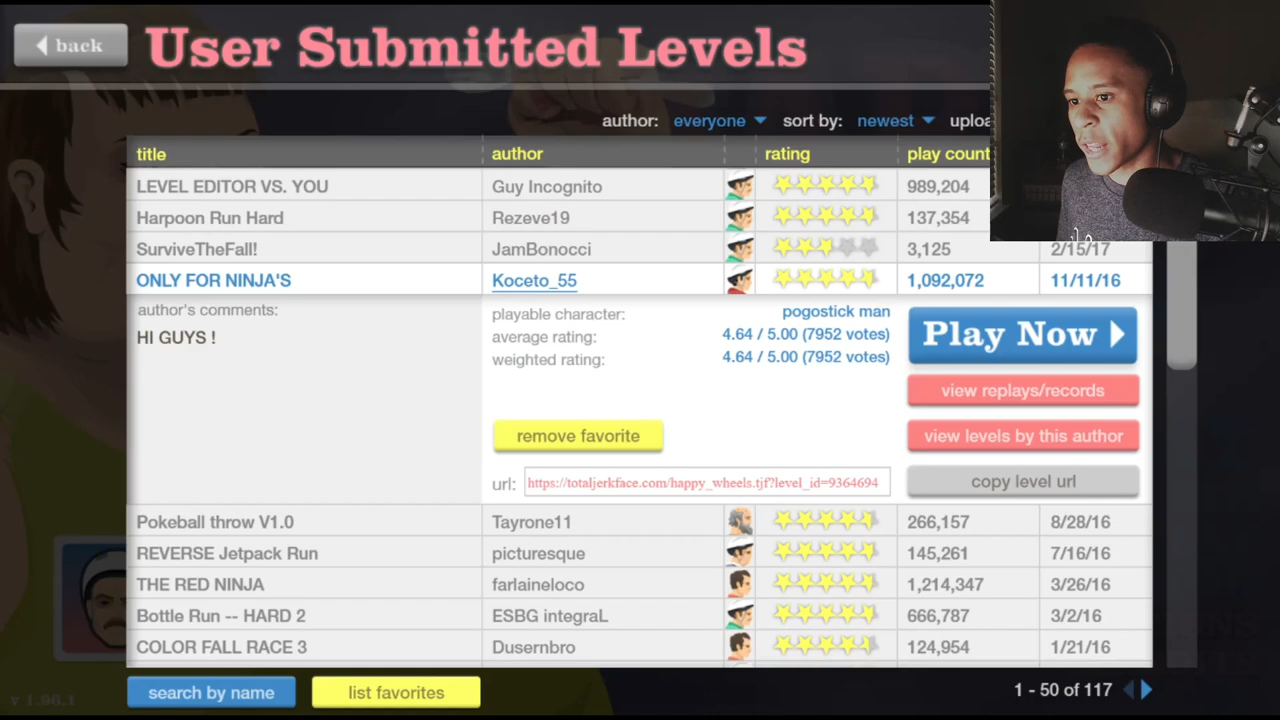 back
User Submitted Levels
author: everyone sort by: newest uploa
title author rating play count
LEVEL EDITOR VS. YOU Guy Incognito 989,204
Harpoon Run Hard Rezeve19 137,354
SurviveTheFall! JamBonocci 3,125 2/15/17
ONLY FOR NINJA'S Koceto_55 1,092,072 11/11/16
author's comments:
HI GUYS !
playable character: pogostick man
average rating: 4.64 / 5.00 (7952 votes)
weighted rating: 4.64 / 5.00 (7952 votes)
Play Now
view replays/records
remove favorite
view levels by this author
url: https://totaljerkface.com/happy_wheels.tjf?level_id=9364694
copy level url
Pokeball throw V1.0 Tayrone11 266,157 8/28/16
REVERSE Jetpack Run picturesque 145,261 7/16/16
THE RED NINJA farlaineloco 1,214,347 3/26/16
Bottle Run -- HARD 2 ESBG integraL 666,787 3/2/16
COLOR FALL RACE 3 Dusernbro 124,954 1/21/16
search by name list favorites 1 - 50 of 117
v 1.96.1